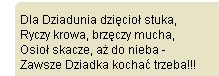 Dla Dziadunia dzięcioł stuka,
Ryczy krowa, brzęczy mucha,
Osioł skacze, aż do nieba -
Zawsze Dziadka kochać trzeba!!!